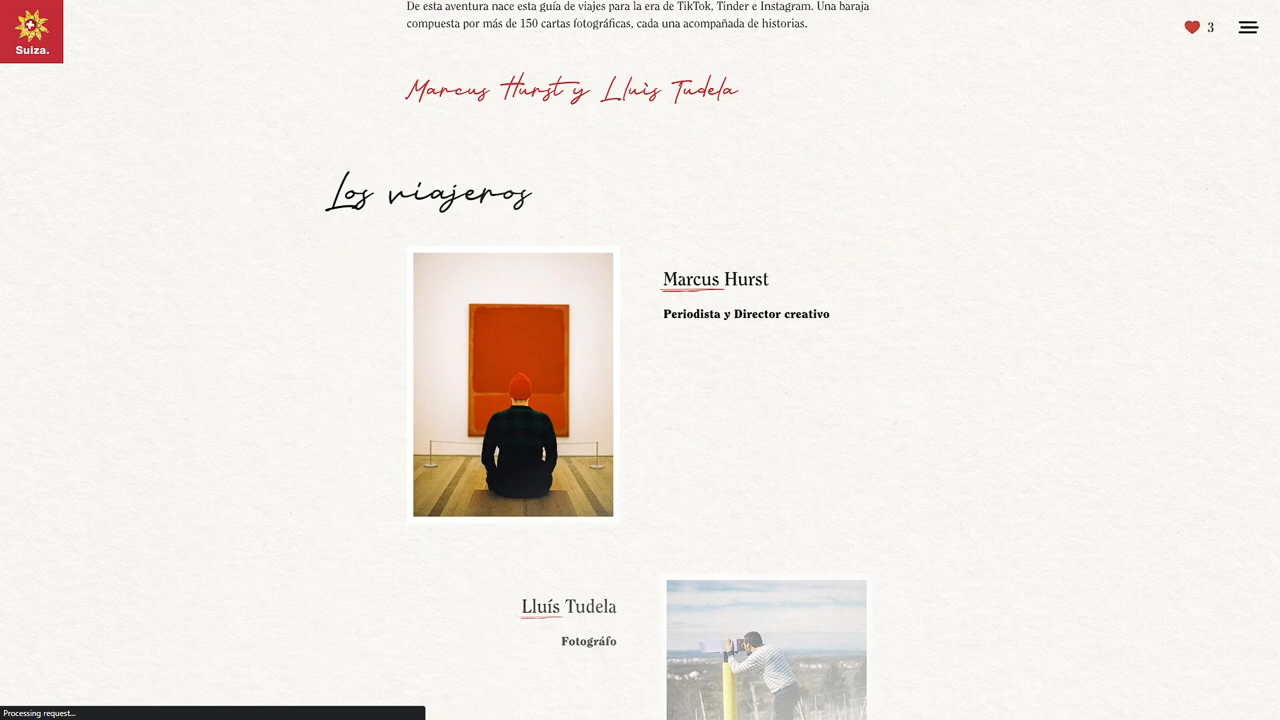 De esta aventura nace esta guía de viajes para la era de TikTok, Tinder e Instagram. Una baraja
compuesta por más de 150 cartas fotográficas, cada una acompañada de historias.
Suiza.
3
Marcus Hurst y Lluis Tudela
Los viajeros
Marcus Hurst
Periodista y Director creativo
Lluís Tudela
Fotográfo
Processing request...